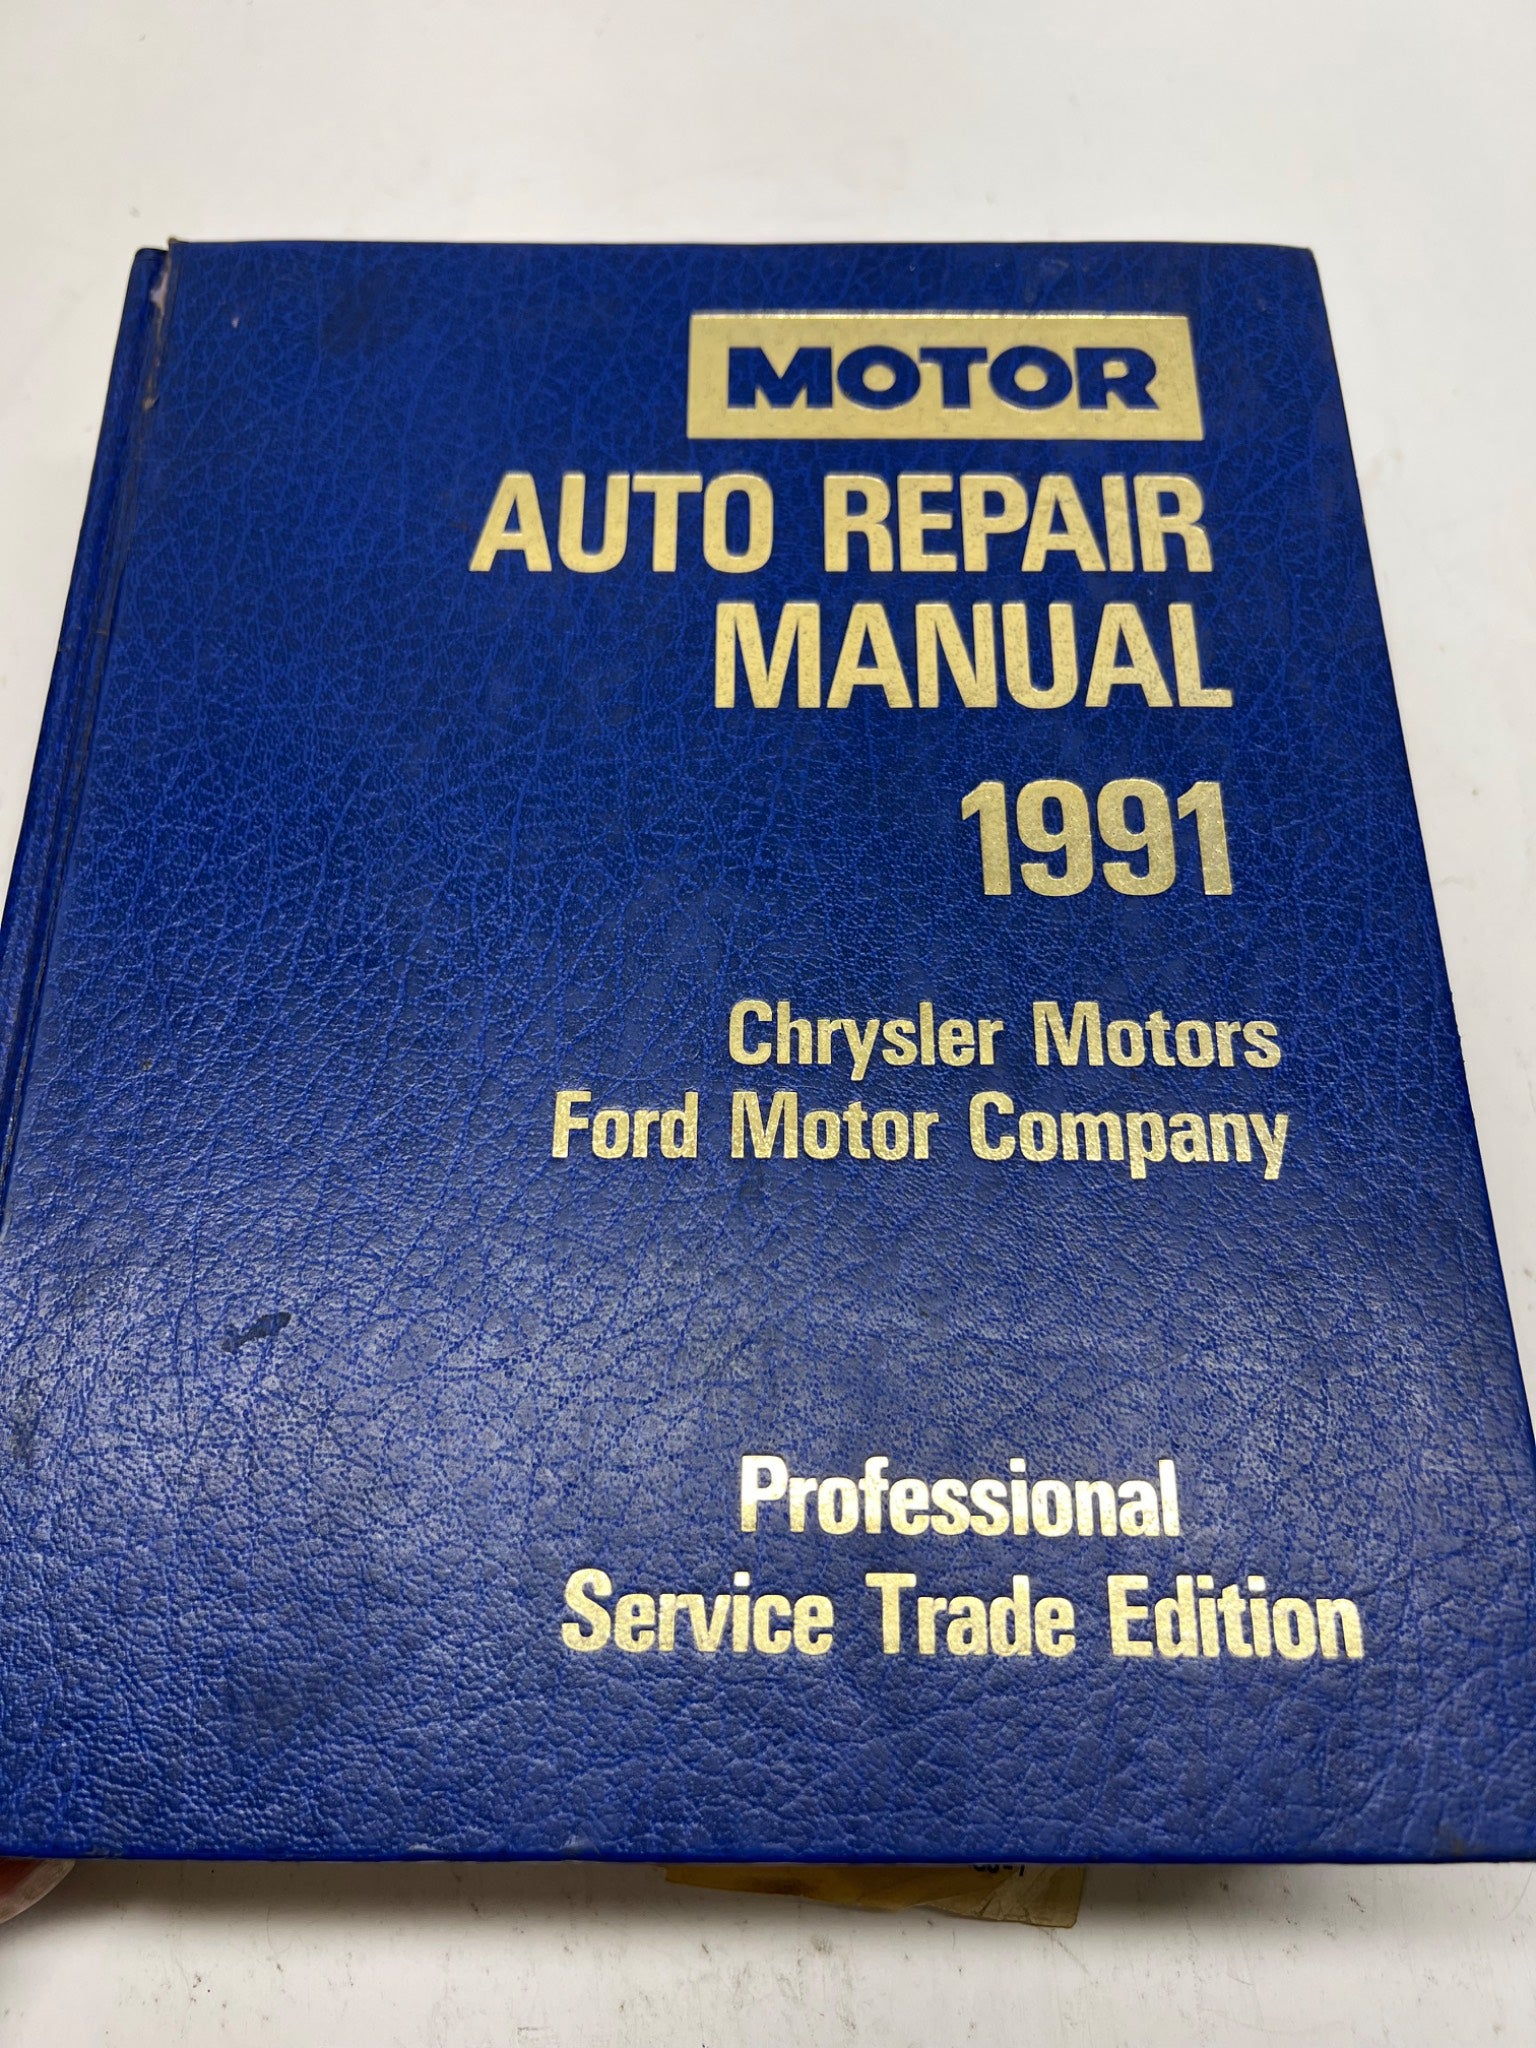 MOTOR
AUTO REPAIR
MANUAL
1991
Chrysler Motors
Ford Motor Company
Professional
Service Trade Edition